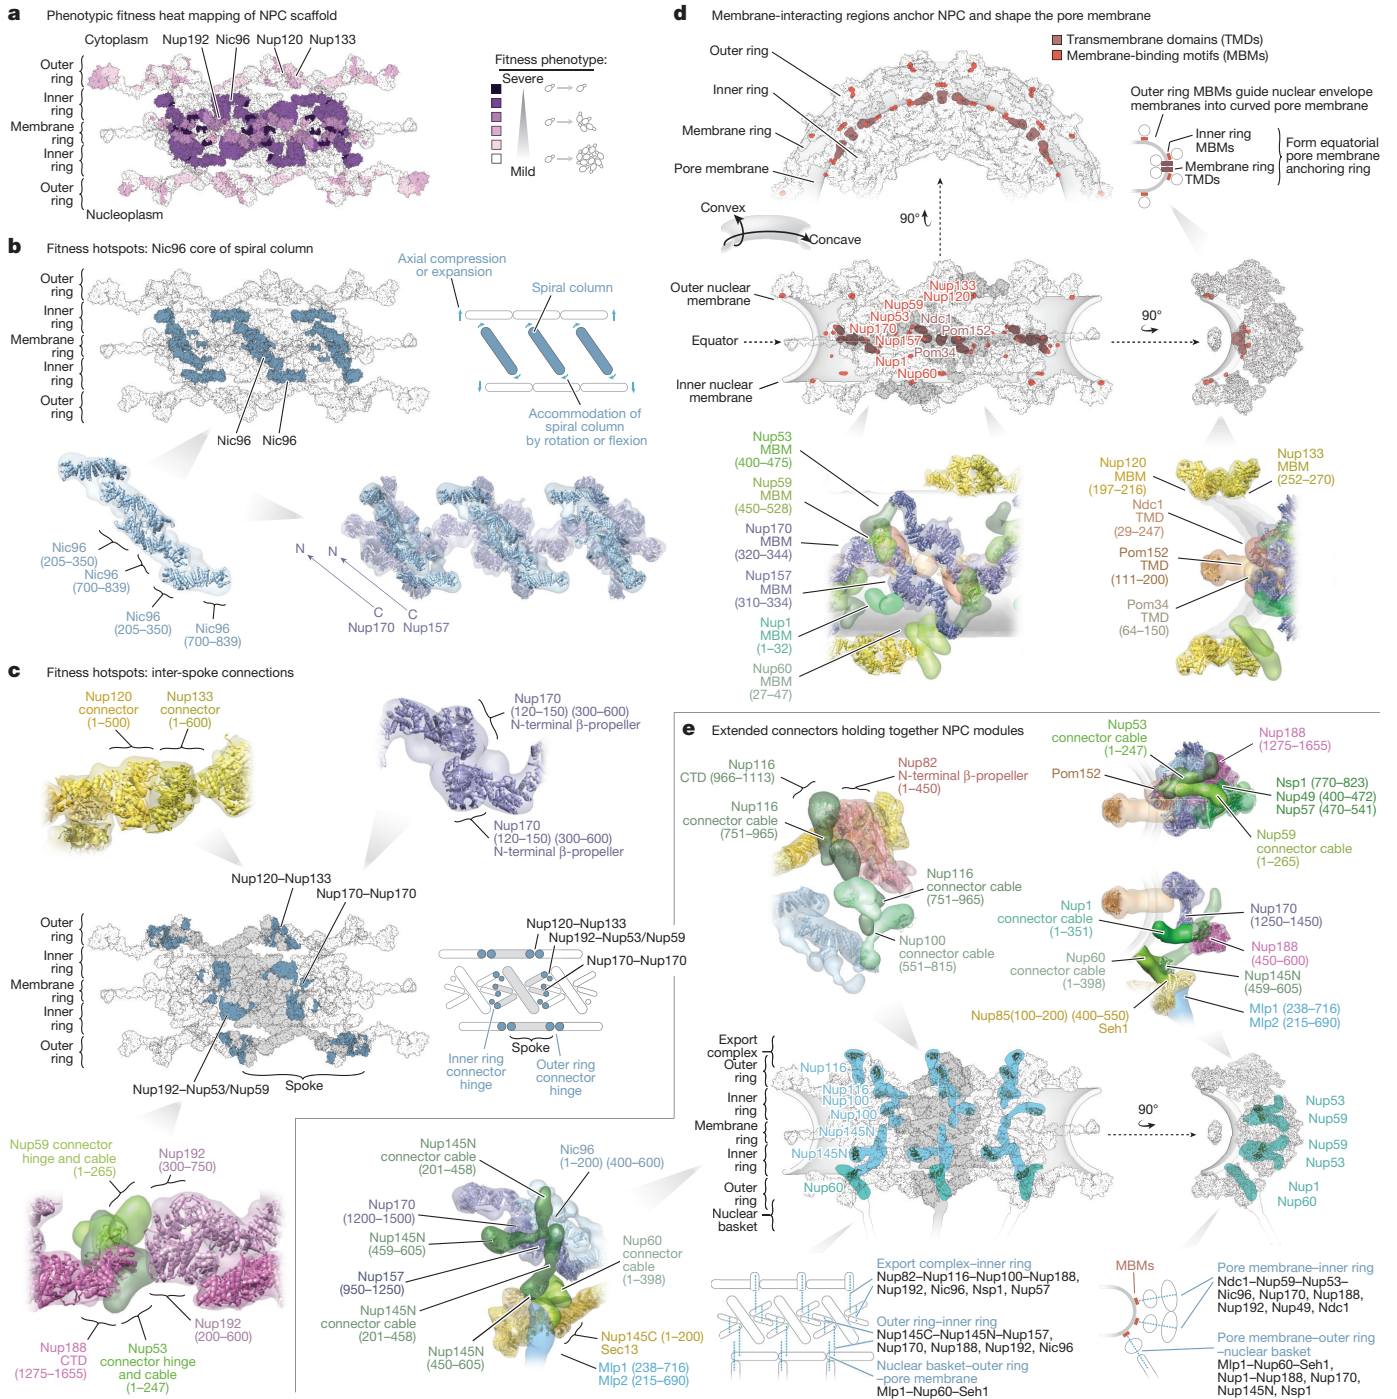 a Phenotypic fitness heat mapping of NPC scaffold
Cytoplasm
Nup192
Nic96
Nup120
Nup133
Outer
ring
Inner
ring
Membrane
ring
Inner
ring
Outer
ring
Nucleoplasm
Fitness phenotype:
Severe
Mild
b Fitness hotspots: Nic96 core of spiral column
Outer
ring
Inner
ring
Membrane
ring
Inner
ring
Outer
ring
Nic96
Nic96
Axial compression
or expansion
Spiral column
Accommodation of
spiral column
by rotation or flexion
Nic96
(205–350)
Nic96
(700–839)
Nic96
(205–350)
Nic96
(700–839)
N
N
C
C
Nup170
Nup157
c Fitness hotspots: inter-spoke connections
Nup120
connector
(1–500)
Nup133
connector
(1–600)
Nup170
(120–150) (300–600)
N-terminal β-propeller
Nup170
(120–150) (300–600)
N-terminal β-propeller
Nup120–Nup133
Nup170–Nup170
Outer
ring
Inner
ring
Membrane
ring
Inner
ring
Outer
ring
Nup192–Nup53/Nup59
Spoke
Nup120–Nup133
Nup192–Nup53/Nup59
Nup170–Nup170
Inner ring
connector
hinge
Spoke
Outer ring
connector
hinge
Nup59 connector
hinge and cable
(1–265)
Nup192
(300–750)
Nup192
(200–600)
Nup188
CTD
(1275–1655)
Nup53
connector hinge
and cable
(1–247)
d Membrane-interacting regions anchor NPC and shape the pore membrane
Transmembrane domains (TMDs)
Membrane-binding motifs (MBMs)
Outer ring
Inner ring
Membrane ring
Pore membrane
Convex
Concave
90°
Outer ring MBMs guide nuclear envelope
membranes into curved pore membrane
Inner ring
MBMs
Membrane ring
TMDs
Form equatorial
pore membrane
anchoring ring
Outer nuclear
membrane
Equator
Inner nuclear
membrane
Nup133
Nup120
Nup59
Nup53
Ndc1
Nup170
Pom152
Nup157
Pom34
Nup1
Nup60
90°
Nup53
MBM
(400–475)
Nup59
MBM
(450–528)
Nup170
MBM
(320–344)
Nup157
MBM
(310–334)
Nup1
MBM
(1–32)
Nup60
MBM
(27–47)
Nup120
MBM
(197–216)
Nup133
MBM
(252–270)
Ndc1
TMD
(29–247)
Pom152
TMD
(111–200)
Pom34
TMD
(64–150)
e Extended connectors holding together NPC modules
Nup116
CTD (966–1113)
Nup82
N-terminal β-propeller
(1–450)
Nup116
connector cable
(751–965)
Nup116
connector cable
(751–965)
Nup100
connector cable
(551–815)
Nup53
connector cable
(1–247)
Nup188
(1275–1655)
Pom152
Nsp1 (770–823)
Nup49 (400–472)
Nup57 (470–541)
Nup59
connector cable
(1–265)
Nup1
connector cable
(1–351)
Nup170
(1250–1450)
Nup188
(450–600)
Nup60
connector cable
(1–398)
Nup145N
(459–605)
Nup85(100–200) (400–550)
Seh1
Mlp1 (238–716)
Mlp2 (215–690)
Export
complex
Outer
ring
Inner
ring
Membrane
ring
Inner
ring
Outer
ring
Nuclear
basket
Nup116
Nup116
Nup100
Nup100
Nup145N
Nup145N
Nup60
90°
Nup53
Nup59
Nup59
Nup53
Nup1
Nup60
Nup145N
connector cable
(201–458)
Nic96
(1–200) (400–600)
Nup170
(1200–1500)
Nup145N
(459–605)
Nup157
(950–1250)
Nup145N
connector cable
(201–458)
Nup145N
(450–605)
Nup60
connector
cable
(1–398)
Nup145C (1–200)
Sec13
Mlp1 (238–716)
Mlp2 (215–690)
Export complex–inner ring
Nup82–Nup116–Nup100–Nup188,
Nup192, Nic96, Nsp1, Nup57
Outer ring–inner ring
Nup145C–Nup145N–Nup157,
Nup170, Nup188, Nup192, Nic96
Nuclear basket–outer ring
–pore membrane
Mlp1–Nup60–Seh1
MBMs
Pore membrane–inner ring
Ndc1–Nup59–Nup53–
Nic96, Nup170, Nup188,
Nup192, Nup49, Ndc1
Pore membrane–outer ring
–nuclear basket
Mlp1–Nup60–Seh1,
Nup1–Nup188, Nup170,
Nup145N, Nsp1